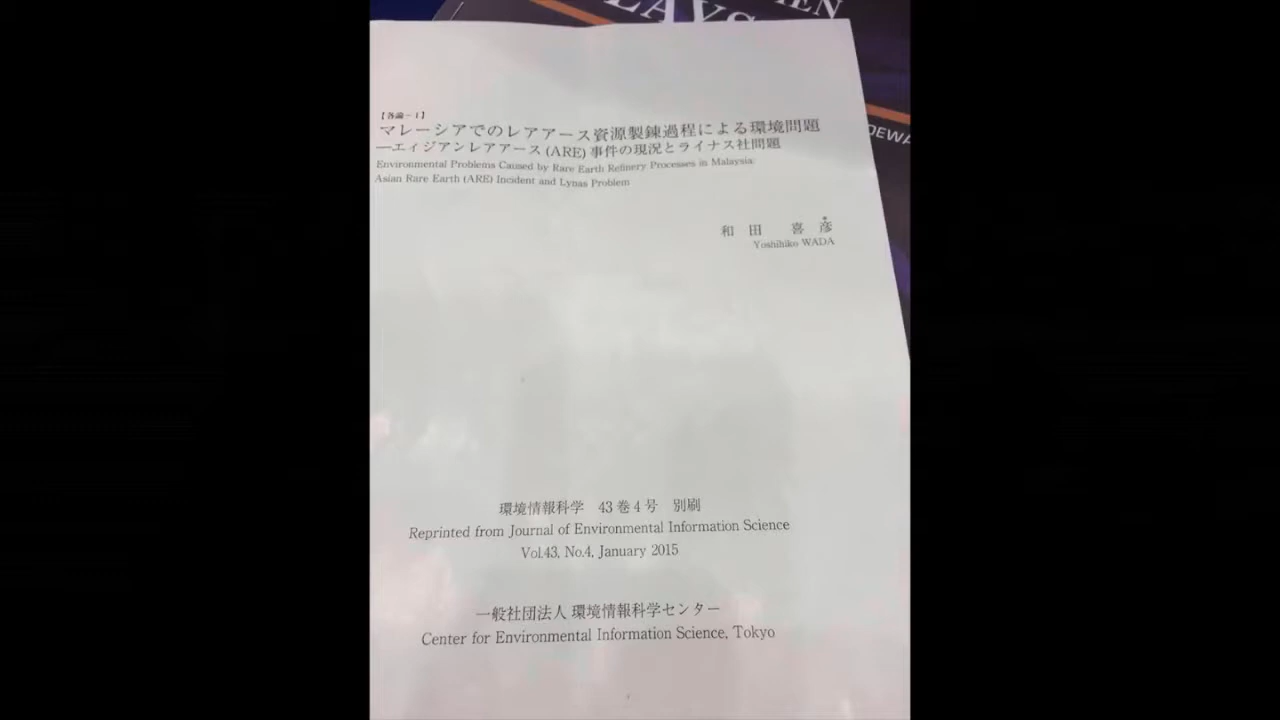 【各論-1】
マレーシアでのレアアース資源製錬過程による環境問題
―エィジアンレアアース (ARE) 事件の現況とライナス社問題
Environmental Problems Caused by Rare Earth Refinery Processes in Malaysia:
Asian Rare Earth (ARE) Incident and Lynas Problem
和 田 喜 彦*
Yoshihiko WADA
環境情報科学 43巻4号 別刷
Reprinted from Journal of Environmental Information Science
Vol.43, No.4, January 2015
一般社団法人 環境情報科学センター
Center for Environmental Information Science, Tokyo